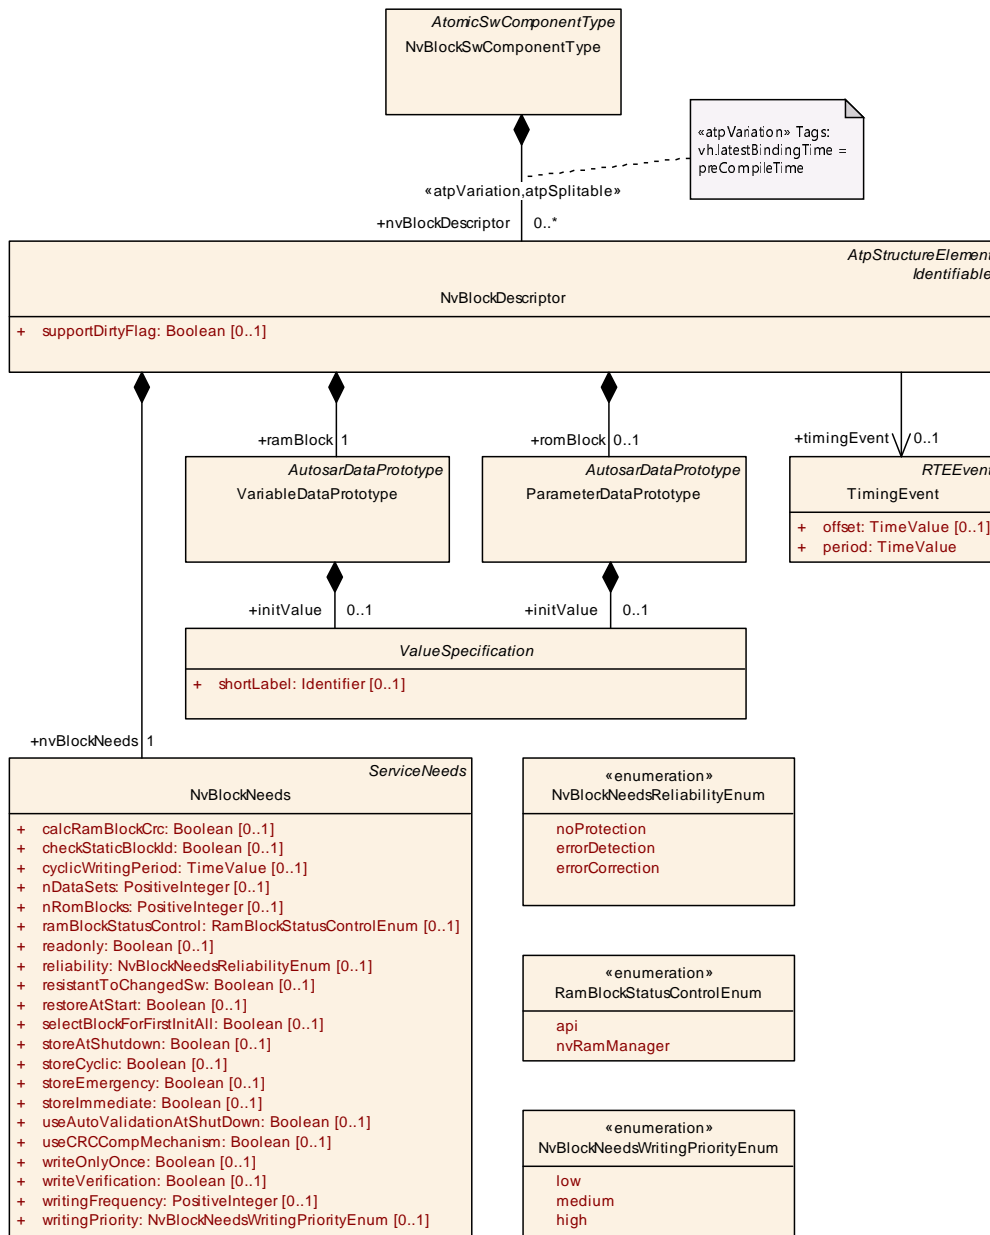 AtomicSwComponentType
NvBlockSwComponentType
«atpVariation» Tags:
vh.latestBindingTime =
preCompileTime
«atpVariation,atpSplitable»
+nvBlockDescriptor 0..*
AtpStructureElement
Identifiable
NvBlockDescriptor
+ supportDirtyFlag: Boolean [0..1]
+ramBlock 1
+romBlock 0..1
+timingEvent 0..1
AutosarDataPrototype
VariableDataPrototype
AutosarDataPrototype
ParameterDataPrototype
RTEEvent
TimingEvent
+ offset: TimeValue [0..1]
+ period: TimeValue
+initValue 0..1
+initValue 0..1
ValueSpecification
+ shortLabel: Identifier [0..1]
+nvBlockNeeds 1
ServiceNeeds
NvBlockNeeds
+ calcRamBlockCrc: Boolean [0..1]
+ checkStaticBlockId: Boolean [0..1]
+ cyclicWritingPeriod: TimeValue [0..1]
+ nDataSets: PositiveInteger [0..1]
+ nRomBlocks: PositiveInteger [0..1]
+ ramBlockStatusControl: RamBlockStatusControlEnum [0..1]
+ readonly: Boolean [0..1]
+ reliability: NvBlockNeedsReliabilityEnum [0..1]
+ resistantToChangedSw: Boolean [0..1]
+ restoreAtStart: Boolean [0..1]
+ selectBlockForFirstInitAll: Boolean [0..1]
+ storeAtShutdown: Boolean [0..1]
+ storeCyclic: Boolean [0..1]
+ storeEmergency: Boolean [0..1]
+ storeImmediate: Boolean [0..1]
+ useAutoValidationAtShutDown: Boolean [0..1]
+ useCRCCompMechanism: Boolean [0..1]
+ writeOnlyOnce: Boolean [0..1]
+ writeVerification: Boolean [0..1]
+ writingFrequency: PositiveInteger [0..1]
+ writingPriority: NvBlockNeedsWritingPriorityEnum [0..1]
«enumeration»
NvBlockNeedsReliabilityEnum
noProtection
errorDetection
errorCorrection
«enumeration»
RamBlockStatusControlEnum
api
nvRamManager
«enumeration»
NvBlockNeedsWritingPriorityEnum
low
medium
high